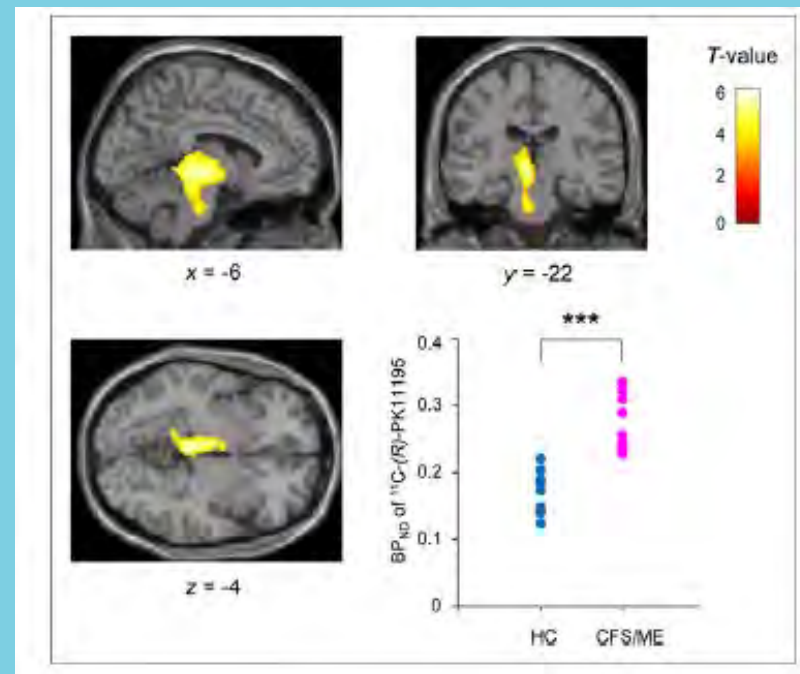 T-value
6
4
2
0
x = -6
y = -22
z = -4
***
0.4
0.3
0.2
0.1
0
BP_ND of ¹¹C-(R)-PK11195
HC CFS/ME